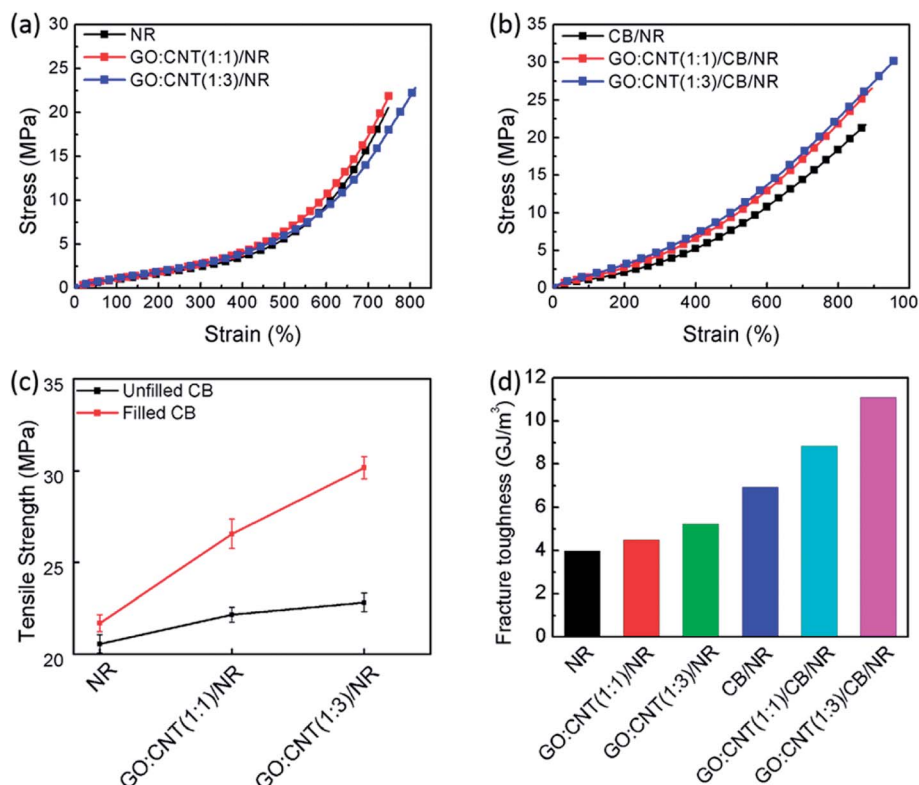 (a)
NR
GO:CNT(1:1)/NR
GO:CNT(1:3)/NR
30
25
20
15
10
5
0
Stress (MPa)
0 100 200 300 400 500 600 700 800
Strain (%)
(b)
CB/NR
GO:CNT(1:1)/CB/NR
GO:CNT(1:3)/CB/NR
35
30
25
20
15
10
5
0
Stress (MPa)
0 200 400 600 800 100
Strain (%)
(c)
Unfilled CB
Filled CB
35
30
25
20
Tensile Strength (MPa)
NR
GO:CNT(1:1)/NR
GO:CNT(1:3)/NR
(d)
12
10
8
6
4
2
0
Fracture toughness (GJ/m³)
NR
GO:CNT(1:1)/NR
GO:CNT(1:3)/NR
CB/NR
GO:CNT(1:1)/CB/NR
GO:CNT(1:3)/CB/NR